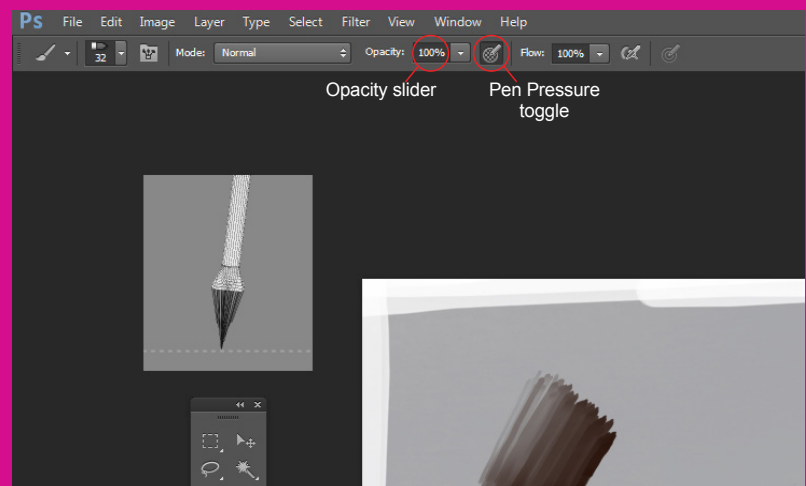 Ps File Edit Image Layer Type Select Filter View Window Help
32 Mode: Normal Opacity: 100% Flow: 100%
Opacity slider Pen Pressure
toggle